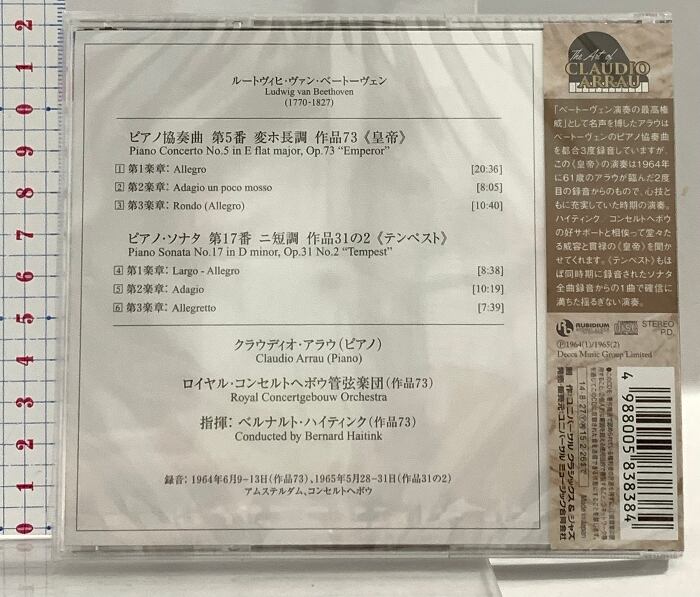 ルートヴィヒ・ヴァン・ベートーヴェン
Ludwig van Beethoven
(1770-1827)
ピアノ協奏曲 第5番 変ホ長調 作品73《皇帝》
Piano Concerto No.5 in E flat major, Op.73 “Emperor”
1 第1楽章: Allegro [20:36]
2 第2楽章: Adagio un poco mosso [8:05]
3 第3楽章: Rondo (Allegro) [10:40]
ピアノ・ソナタ 第17番 ニ短調 作品31の2《テンペスト》
Piano Sonata No.17 in D minor, Op.31 No.2 “Tempest”
4 第1楽章: Largo - Allegro [8:38]
5 第2楽章: Adagio [10:19]
6 第3楽章: Allegretto [7:39]
クラウディオ・アラウ(ピアノ)
Claudio Arrau (Piano)
ロイヤル・コンセルトヘボウ管弦楽団(作品73)
Royal Concertgebouw Orchestra
指揮: ベルナルト・ハイティンク(作品73)
Conducted by Bernard Haitink
録音: 1964年6月9-13日(作品73)、1965年5月28-31日(作品31の2)
アムステルダム、コンセルトヘボウ
The Art of
CLAUDIO
ARRAU
「ベートーヴェン演奏の最高権
威」として名声を博したアラウは
ベートーヴェンのピアノ協奏曲
を都合3度録音していますが、
この《皇帝》の演奏は1964年
に61歳のアラウが臨んだ2度
目の録音からのもので、心技と
もに充実していた時期の演奏。
ハイティンク/コンセルトヘボウ
の好サポートと相俟って堂々た
る威容と貫禄の《皇帝》を聞か
せてくれます。《テンペスト》もほ
ぼ同時期に録音されたソナタ
全曲録音からの1曲で確信に
満ちた揺るぎない演奏。
RUBIDIUM
STEREO
P.D.
Ⓟ1964(1)/1965(2)
Decca Music Group Limited
4 988005 838384
Made in Japan
0 1 2
0 1 2